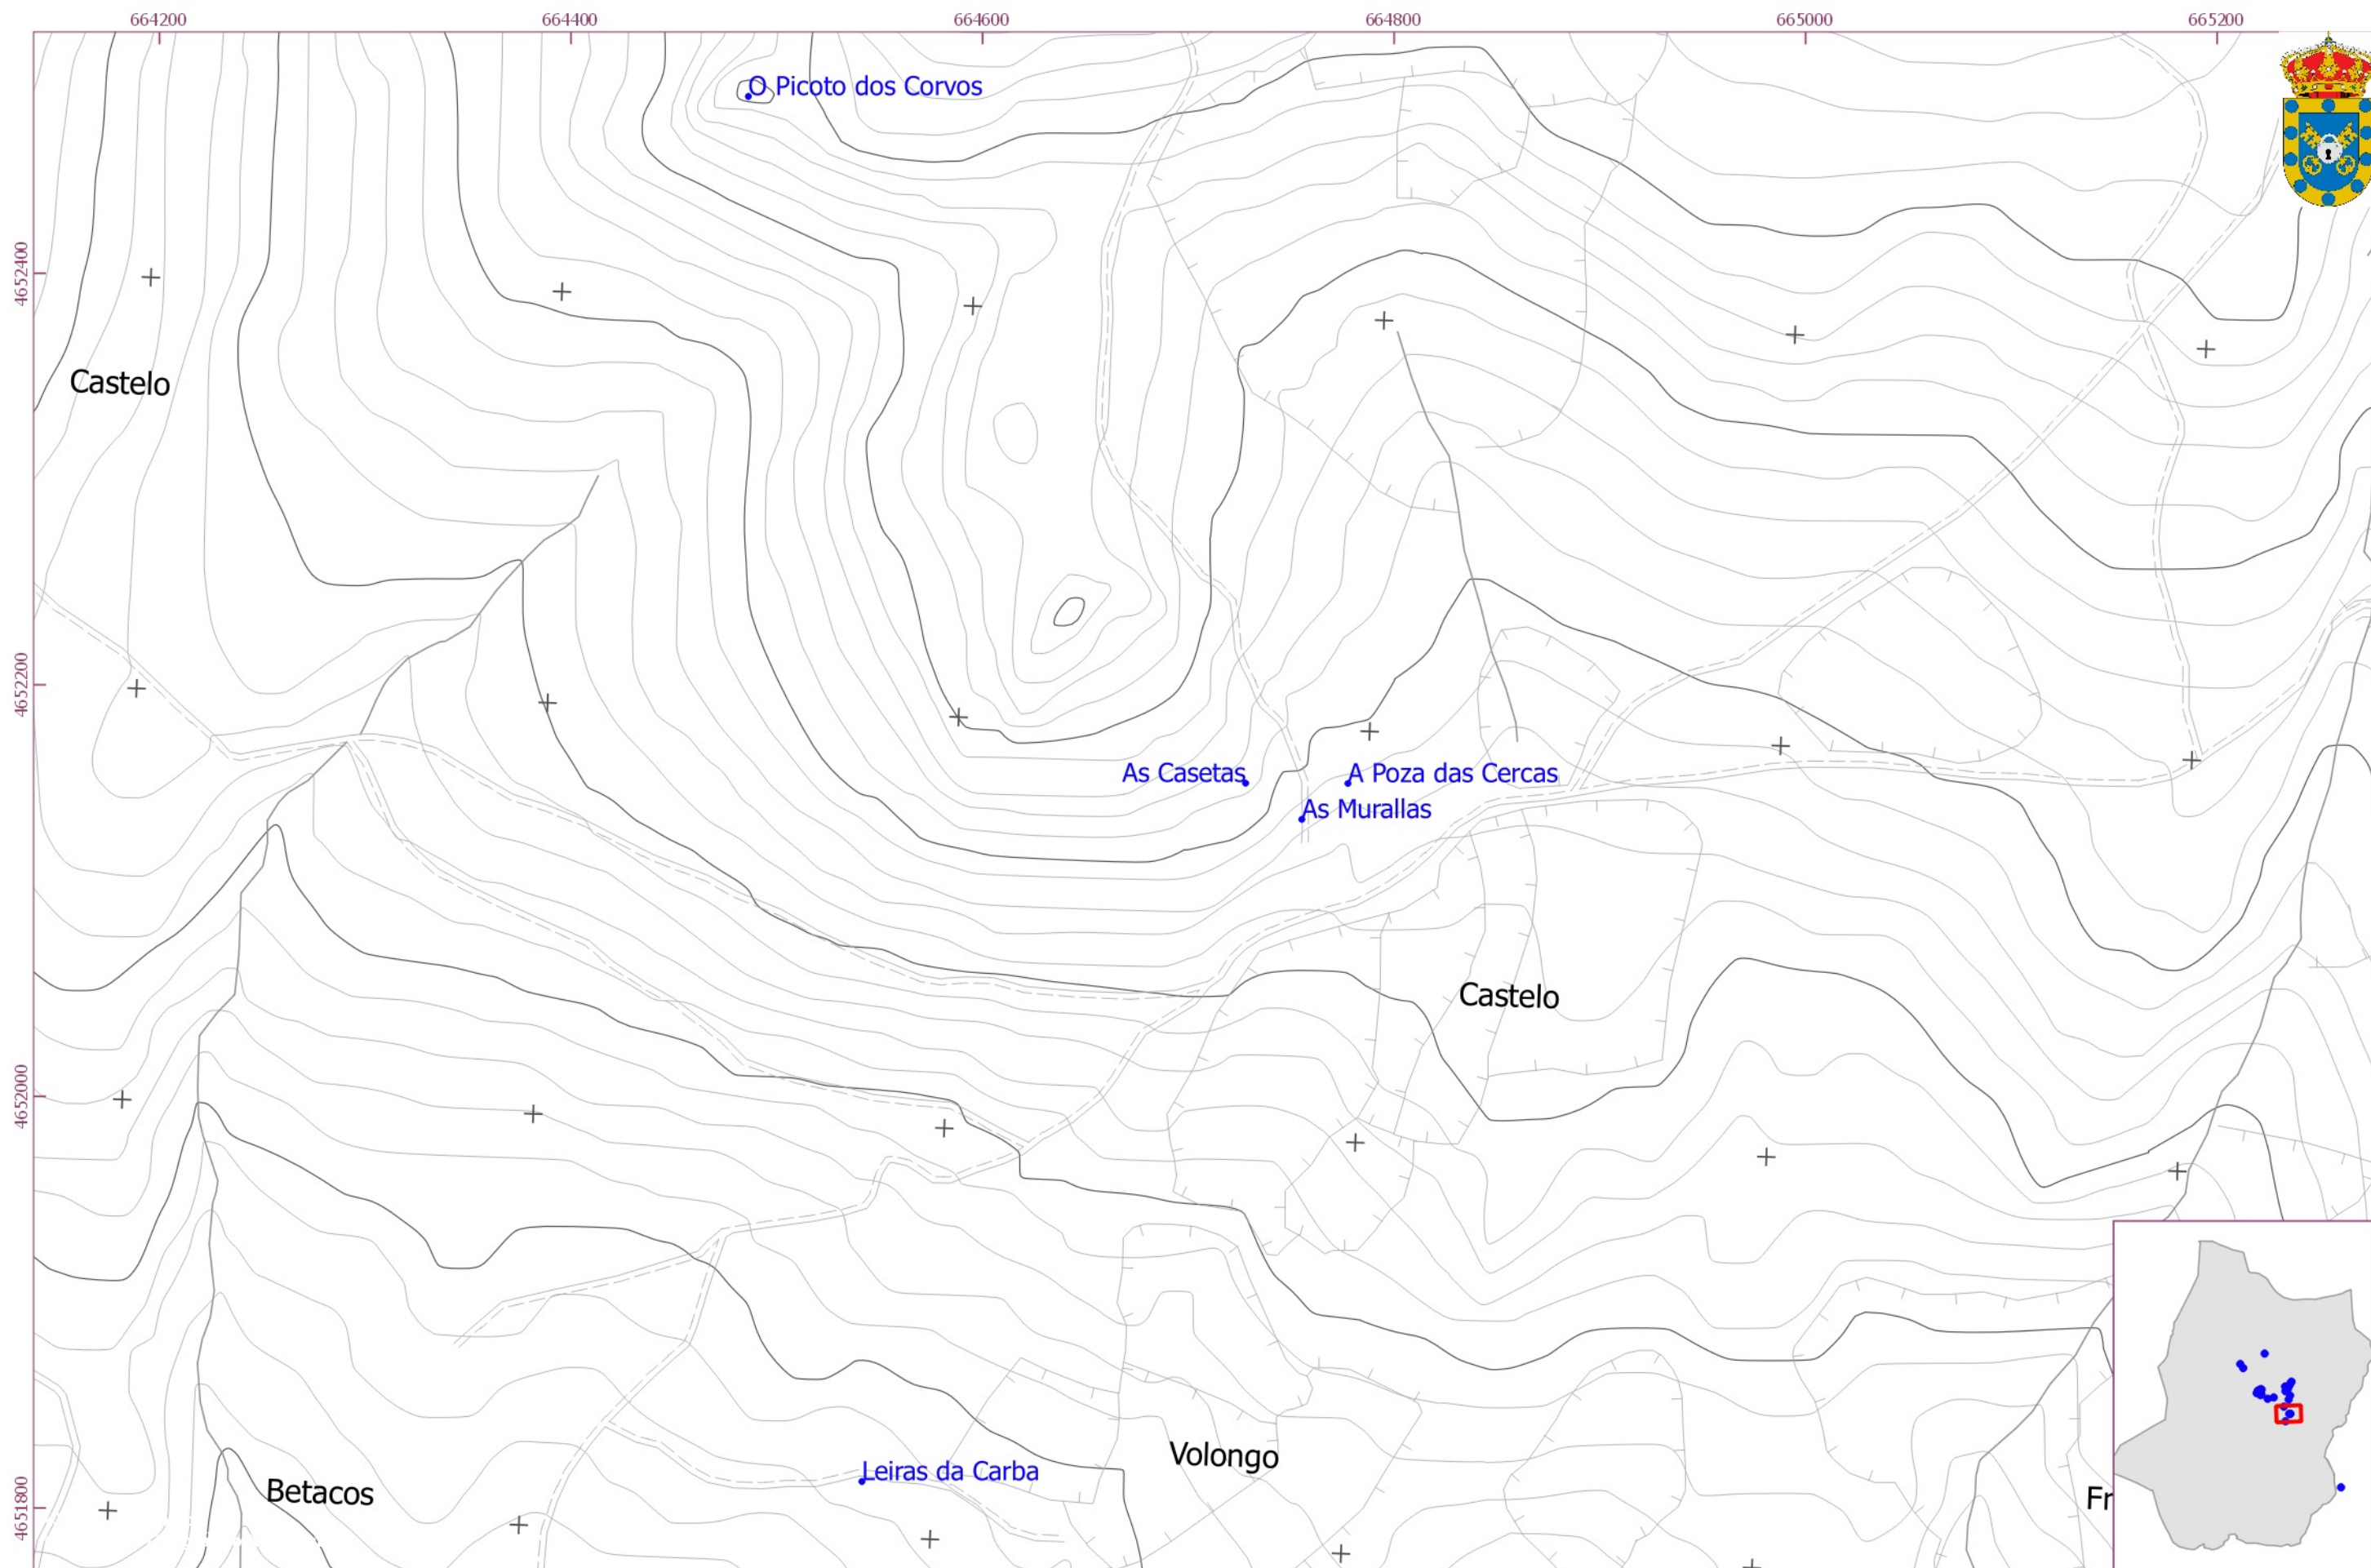 664200
664400
664600
664800
665000
665200
O Picoto dos Corvos
4652400
Castelo
4652200
As Casetas
A Poza das Cercas
As Murallas
Castelo
4652000
Volongo
Leiras da Carba
Betacos
Fr
4651800